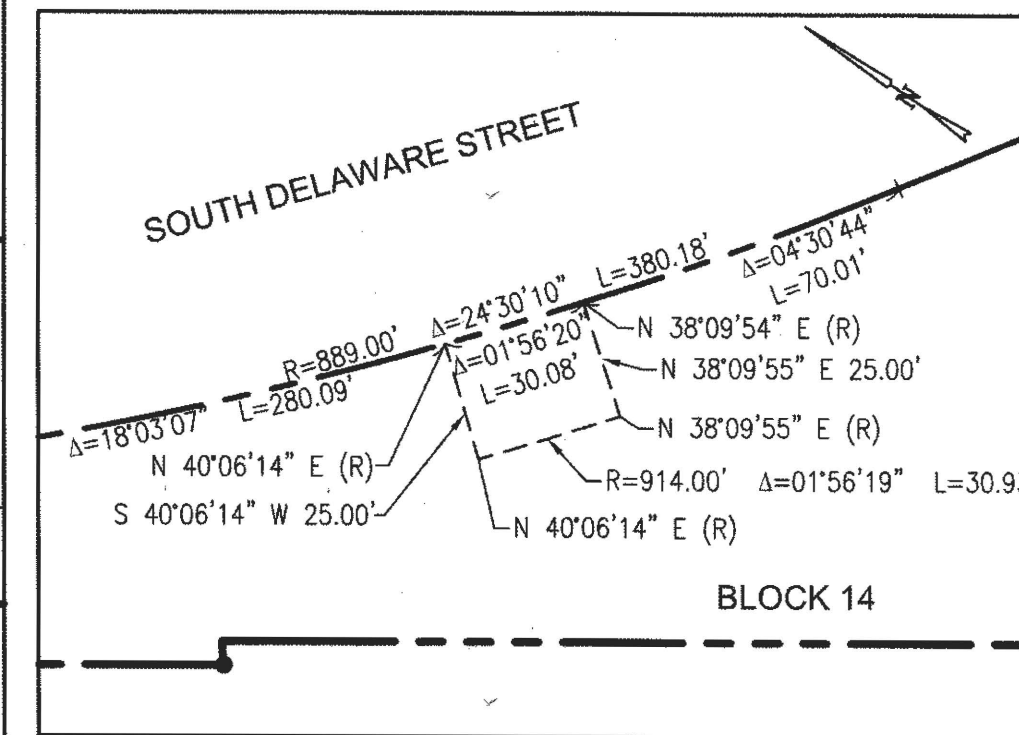 N
SOUTH DELAWARE STREET
Δ=04°30'44"
L=70.01'
L=380.18'
Δ=24°30'10"
R=889.00'
Δ=01°56'20"
L=30.08'
N 38°09'54" E (R)
N 38°09'55" E 25.00'
Δ=18°03'07" L=280.09'
N 38°09'55" E (R)
N 40°06'14" E (R)
R=914.00' Δ=01°56'19"
S 40°06'14" W 25.00'
N 40°06'14" E (R)
BLOCK 14